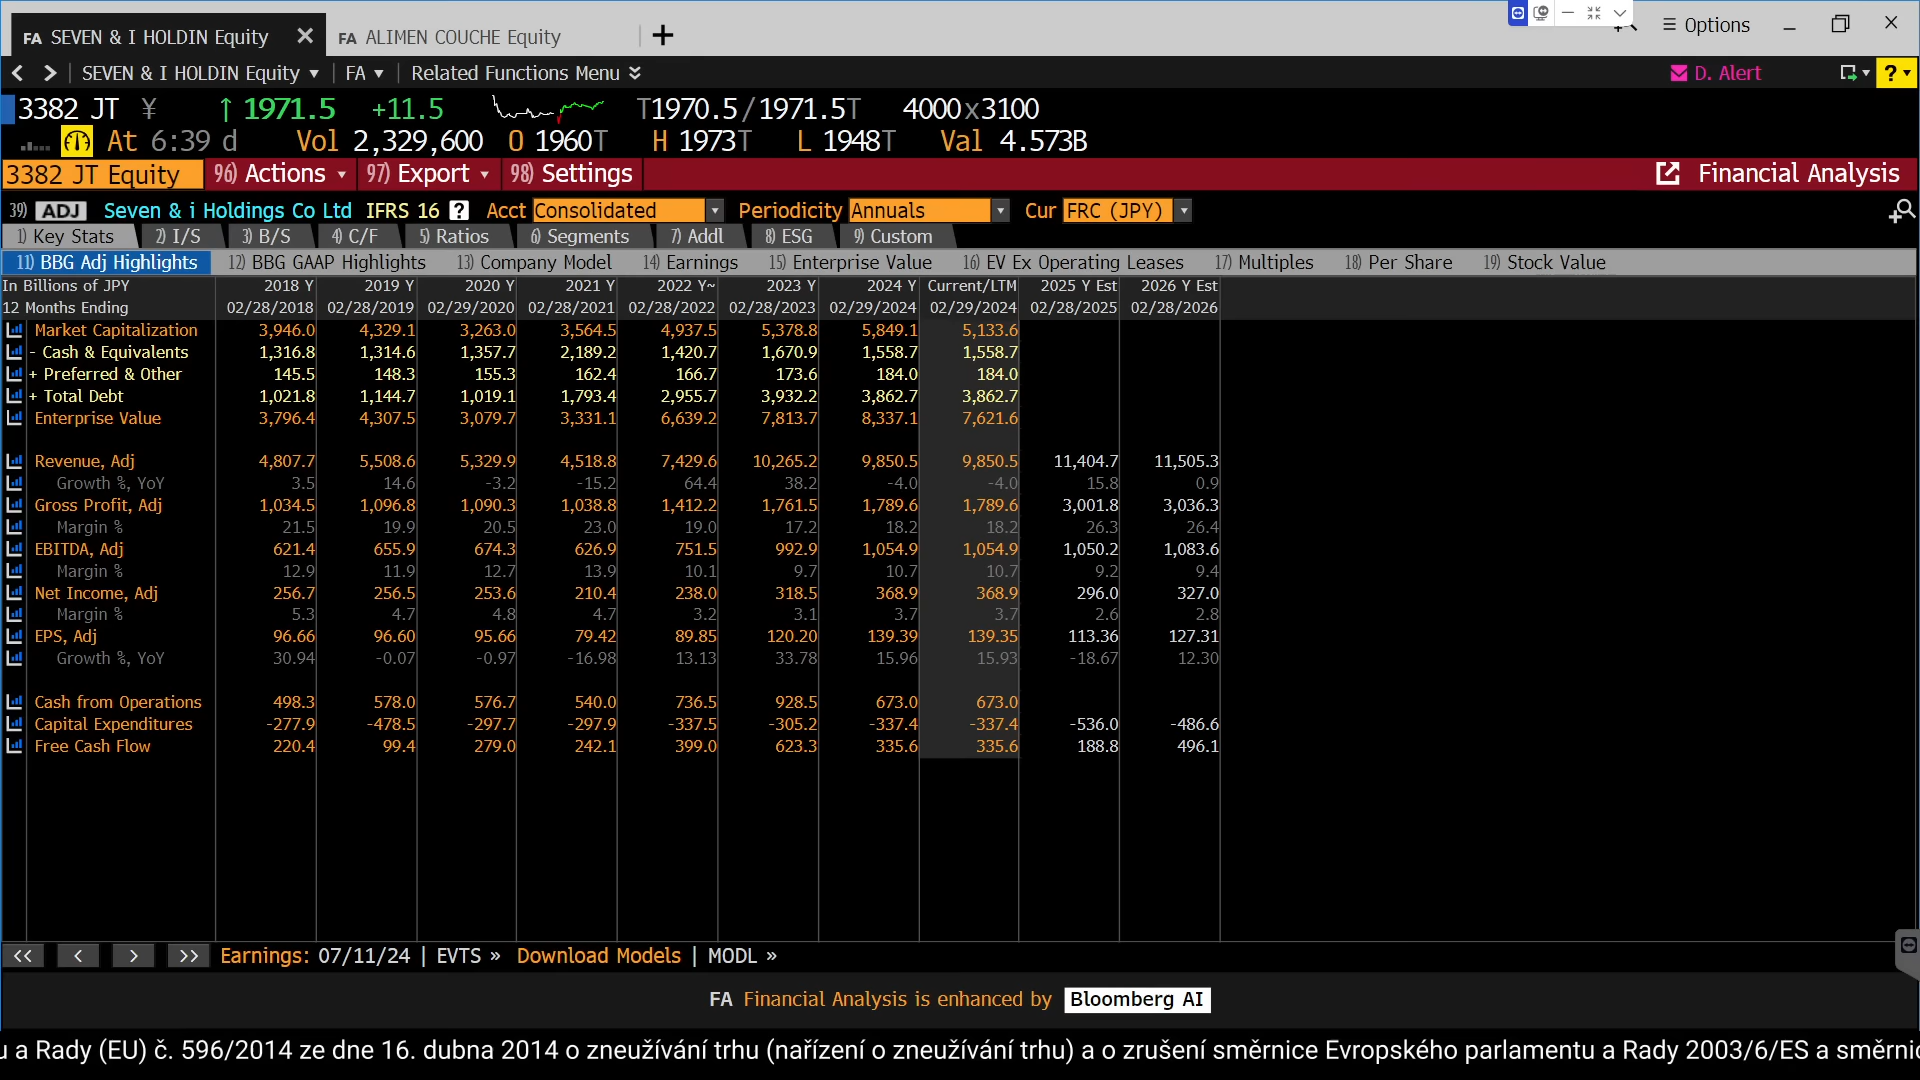 FA SEVEN & I HOLDIN Equity × FA ALIMEN COUCHE Equity + Options
SEVEN & I HOLDIN Equity FA Related Functions Menu D. Alert ?
3382 JT ¥ ↑ 1971.5 +11.5 T1970.5/1971.5T 4000x3100
At 6:39 d Vol 2,329,600 O 1960T H 1973T L 1948T Val 4.573B
3382 JT Equity 96) Actions 97) Export 98) Settings Financial Analysis
39) ADJ Seven & i Holdings Co Ltd IFRS 16 ? Acct Consolidated Periodicity Annuals Cur FRC (JPY)
1) Key Stats 2) I/S 3) B/S 4) C/F 5) Ratios 6) Segments 7) Addl 8) ESG 9) Custom
11) BBG Adj Highlights 12) BBG GAAP Highlights 13) Company Model 14) Earnings 15) Enterprise Value 16) EV Ex Operating Leases 17) Multiples 18) Per Share 19) Stock Value
In Billions of JPY 2018 Y 2019 Y 2020 Y 2021 Y 2022 Y~ 2023 Y 2024 Y Current/LTM 2025 Y Est 2026 Y Est
12 Months Ending 02/28/2018 02/28/2019 02/29/2020 02/28/2021 02/28/2022 02/28/2023 02/29/2024 02/29/2024 02/28/2025 02/28/2026
Market Capitalization 3,946.0 4,329.1 3,263.0 3,564.5 4,937.5 5,378.8 5,849.1 5,133.6
- Cash & Equivalents 1,316.8 1,314.6 1,357.7 2,189.2 1,420.7 1,670.9 1,558.7 1,558.7
+ Preferred & Other 145.5 148.3 155.3 162.4 166.7 173.6 184.0 184.0
+ Total Debt 1,021.8 1,144.7 1,019.1 1,793.4 2,955.7 3,932.2 3,862.7 3,862.7
Enterprise Value 3,796.4 4,307.5 3,079.7 3,331.1 6,639.2 7,813.7 8,337.1 7,621.6
Revenue, Adj 4,807.7 5,508.6 5,329.9 4,518.8 7,429.6 10,265.2 9,850.5 9,850.5 11,404.7 11,505.3
Growth %, YoY 3.5 14.6 -3.2 -15.2 64.4 38.2 -4.0 -4.0 15.8 0.9
Gross Profit, Adj 1,034.5 1,096.8 1,090.3 1,038.8 1,412.2 1,761.5 1,789.6 1,789.6 3,001.8 3,036.3
Margin % 21.5 19.9 20.5 23.0 19.0 17.2 18.2 18.2 26.3 26.4
EBITDA, Adj 621.4 655.9 674.3 626.9 751.5 992.9 1,054.9 1,054.9 1,050.2 1,083.6
Margin % 12.9 11.9 12.7 13.9 10.1 9.7 10.7 10.7 9.2 9.4
Net Income, Adj 256.7 256.5 253.6 210.4 238.0 318.5 368.9 368.9 296.0 327.0
Margin % 5.3 4.7 4.8 4.7 3.2 3.1 3.7 3.7 2.6 2.8
EPS, Adj 96.66 96.60 95.66 79.42 89.85 120.20 139.39 139.35 113.36 127.31
Growth %, YoY 30.94 -0.07 -0.97 -16.98 13.13 33.78 15.96 15.93 -18.67 12.30
Cash from Operations 498.3 578.0 576.7 540.0 736.5 928.5 673.0 673.0
Capital Expenditures -277.9 -478.5 -297.7 -297.9 -337.5 -305.2 -337.4 -337.4 -536.0 -486.6
Free Cash Flow 220.4 99.4 279.0 242.1 399.0 623.3 335.6 335.6 188.8 496.1
<< < > >> Earnings: 07/11/24 | EVTS » Download Models | MODL »
FA Financial Analysis is enhanced by Bloomberg AI
u a Rady (EU) č. 596/2014 ze dne 16. dubna 2014 o zneužívání trhu (nařízení o zneužívání trhu) a o zrušení směrnice Evropského parlamentu a Rady 2003/6/ES a směrnic